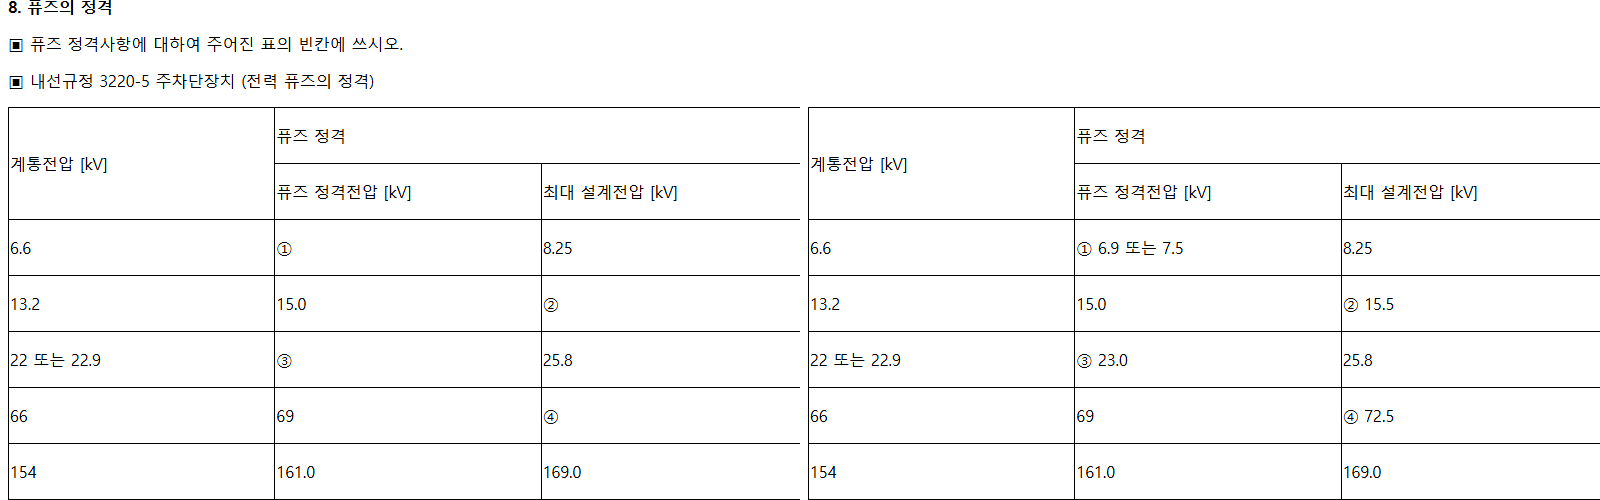 8. 퓨즈의 정격
▣ 퓨즈 정격사항에 대하여 주어진 표의 빈칸에 쓰시오.
▣ 내선규정 3220-5 주차단장치 (전력 퓨즈의 정격)
계통전압 [kV] 퓨즈 정격
퓨즈 정격전압 [kV] 최대 설계전압 [kV]
6.6 ① 8.25
13.2 15.0 ②
22 또는 22.9 ③ 25.8
66 69 ④
154 161.0 169.0
계통전압 [kV] 퓨즈 정격
퓨즈 정격전압 [kV] 최대 설계전압 [kV]
6.6 ① 6.9 또는 7.5 8.25
13.2 15.0 ② 15.5
22 또는 22.9 ③ 23.0 25.8
66 69 ④ 72.5
154 161.0 169.0